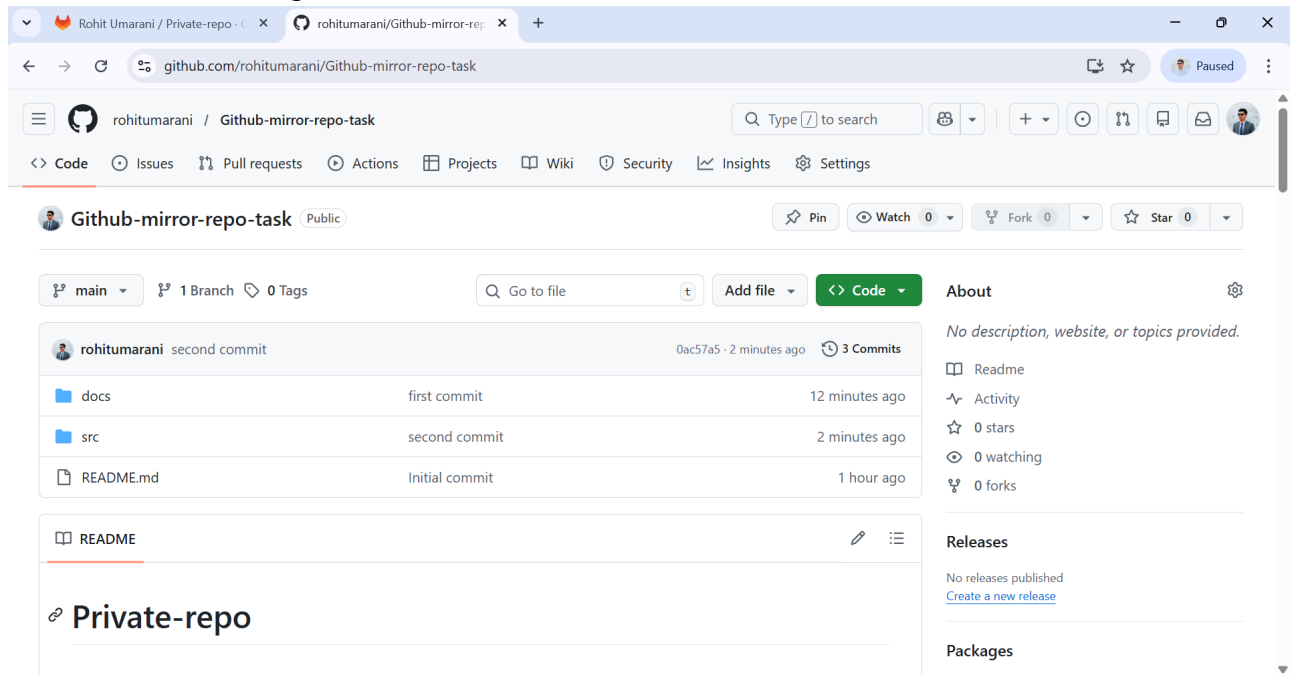 Rohit Umarani / Private-repo · G
rohitumarani/Github-mirror-rep
github.com/rohitumarani/Github-mirror-repo-task
Paused
rohitumarani / Github-mirror-repo-task
Type / to search
<> Code
Issues
Pull requests
Actions
Projects
Wiki
Security
Insights
Settings
Github-mirror-repo-task Public
Pin
Watch 0
Fork 0
Star 0
main
1 Branch
0 Tags
Go to file t
Add file
<> Code
rohitumarani second commit 0ac57a5 · 2 minutes ago 3 Commits
docs first commit 12 minutes ago
src second commit 2 minutes ago
README.md Initial commit 1 hour ago
README
Private-repo
About
No description, website, or topics provided.
Readme
Activity
0 stars
0 watching
0 forks
Releases
No releases published
Create a new release
Packages